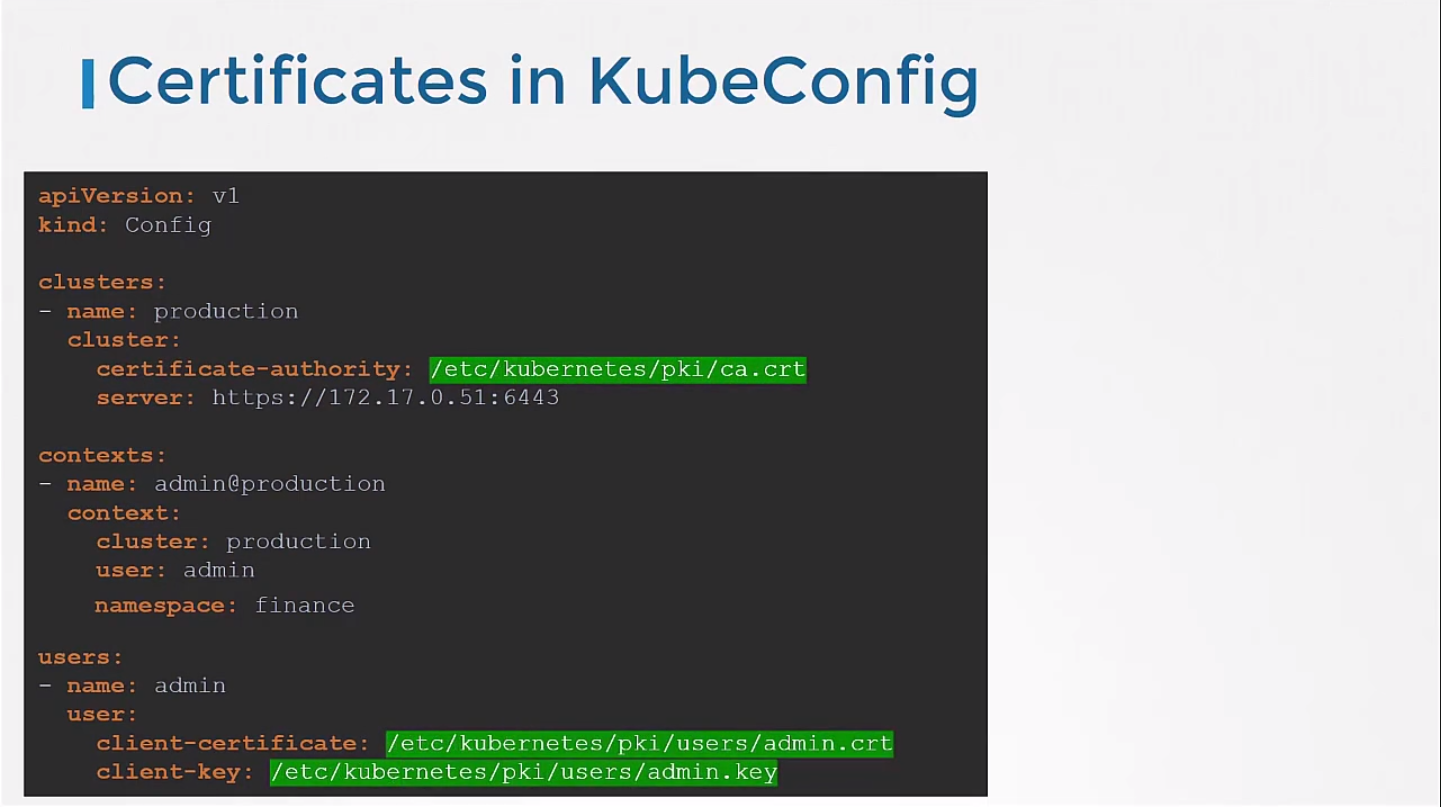 Certificates in KubeConfig
apiVersion: v1
kind: Config
clusters:
- name: production
  cluster:
    certificate-authority: /etc/kubernetes/pki/ca.crt
    server: https://172.17.0.51:6443
contexts:
- name: admin@production
  context:
    cluster: production
    user: admin
    namespace: finance
users:
- name: admin
  user:
    client-certificate: /etc/kubernetes/pki/users/admin.crt
    client-key: /etc/kubernetes/pki/users/admin.key